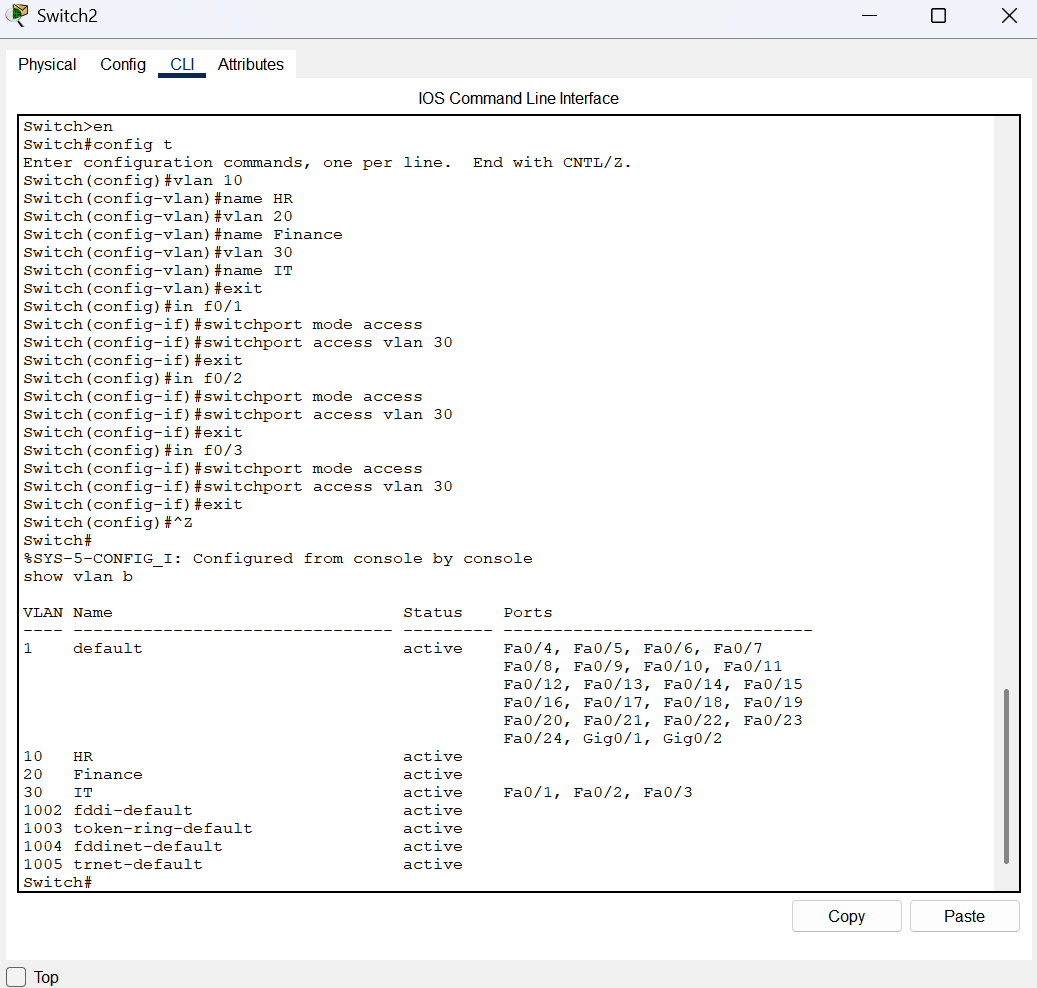 Switch2
Physical Config CLI Attributes
IOS Command Line Interface
Switch>en
Switch#config t
Enter configuration commands, one per line.  End with CNTL/Z.
Switch(config)#vlan 10
Switch(config-vlan)#name HR
Switch(config-vlan)#vlan 20
Switch(config-vlan)#name Finance
Switch(config-vlan)#vlan 30
Switch(config-vlan)#name IT
Switch(config-vlan)#exit
Switch(config)#in f0/1
Switch(config-if)#switchport mode access
Switch(config-if)#switchport access vlan 30
Switch(config-if)#exit
Switch(config)#in f0/2
Switch(config-if)#switchport mode access
Switch(config-if)#switchport access vlan 30
Switch(config-if)#exit
Switch(config)#in f0/3
Switch(config-if)#switchport mode access
Switch(config-if)#switchport access vlan 30
Switch(config-if)#exit
Switch(config)#^Z
Switch#
%SYS-5-CONFIG_I: Configured from console by console
show vlan b
VLAN Name                             Status    Ports
---- -------------------------------- --------- -------------------------------
1    default                          active    Fa0/4, Fa0/5, Fa0/6, Fa0/7
                                                Fa0/8, Fa0/9, Fa0/10, Fa0/11
                                                Fa0/12, Fa0/13, Fa0/14, Fa0/15
                                                Fa0/16, Fa0/17, Fa0/18, Fa0/19
                                                Fa0/20, Fa0/21, Fa0/22, Fa0/23
                                                Fa0/24, Gig0/1, Gig0/2
10   HR                               active
20   Finance                          active
30   IT                               active    Fa0/1, Fa0/2, Fa0/3
1002 fddi-default                     active
1003 token-ring-default               active
1004 fddinet-default                  active
1005 trnet-default                    active
Switch#
Copy Paste
Top